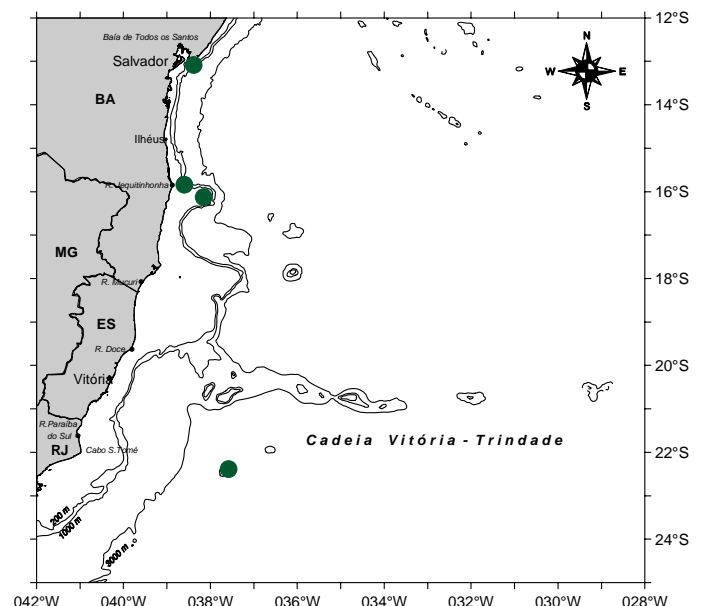 12°S
Baía de Todos os Santos
Salvador
N
W E
S
BA
14°S
Ilhéus
R. Jequitinhonha
16°S
MG
R. Mucuri
18°S
ES
R. Doce
20°S
Vitória
R.Paraíba
do Sul
Cadeia Vitória - Trindade
RJ
Cabo S.Tomé
22°S
200 m
1000 m
3000 m
24°S
042°W 040°W 038°W 036°W 034°W 032°W 030°W 028°W